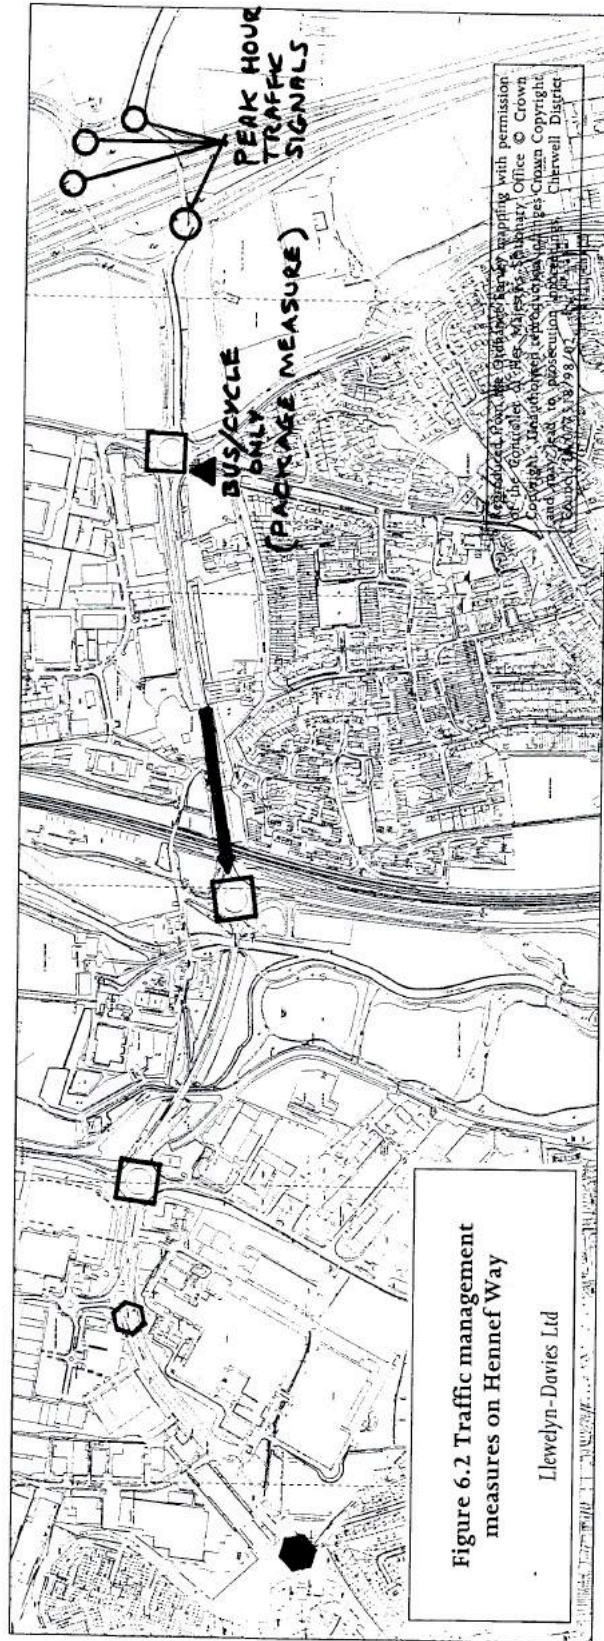 PEAK HOUR
TRAFFIC
SIGNALS
BUS/CYCLE
ONLY
(PACKAGE MEASURE)
Reproduced from the Ordnance Survey mapping with permission
of the Controller of Her Majesty's Stationary Office © Crown
Copyright. Unauthorised reproduction infringes Crown Copyright
and may lead to prosecution or proceedings. Cherwell District
Council
Figure 6.2 Traffic management
measures on Hennef Way
Llewelyn-Davies Ltd